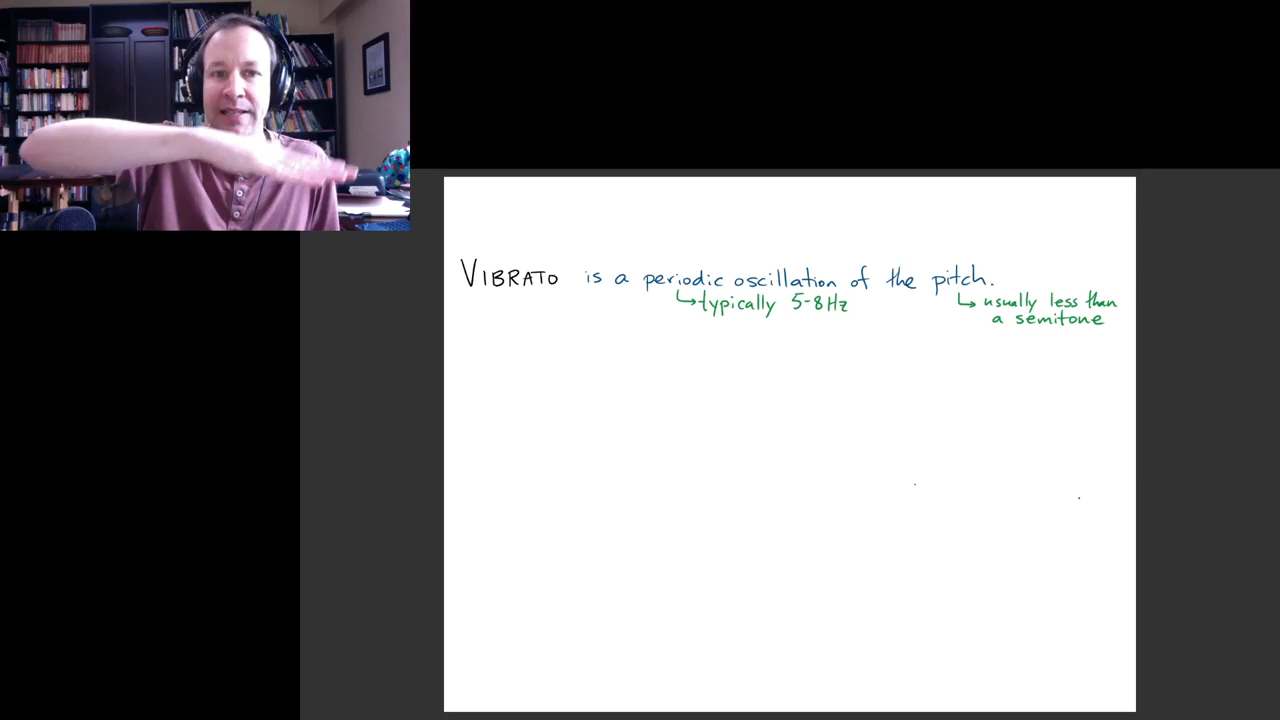 VIBRATO is a periodic oscillation of the pitch.
↳typically 5-8Hz
↳ usually less than
a semitone